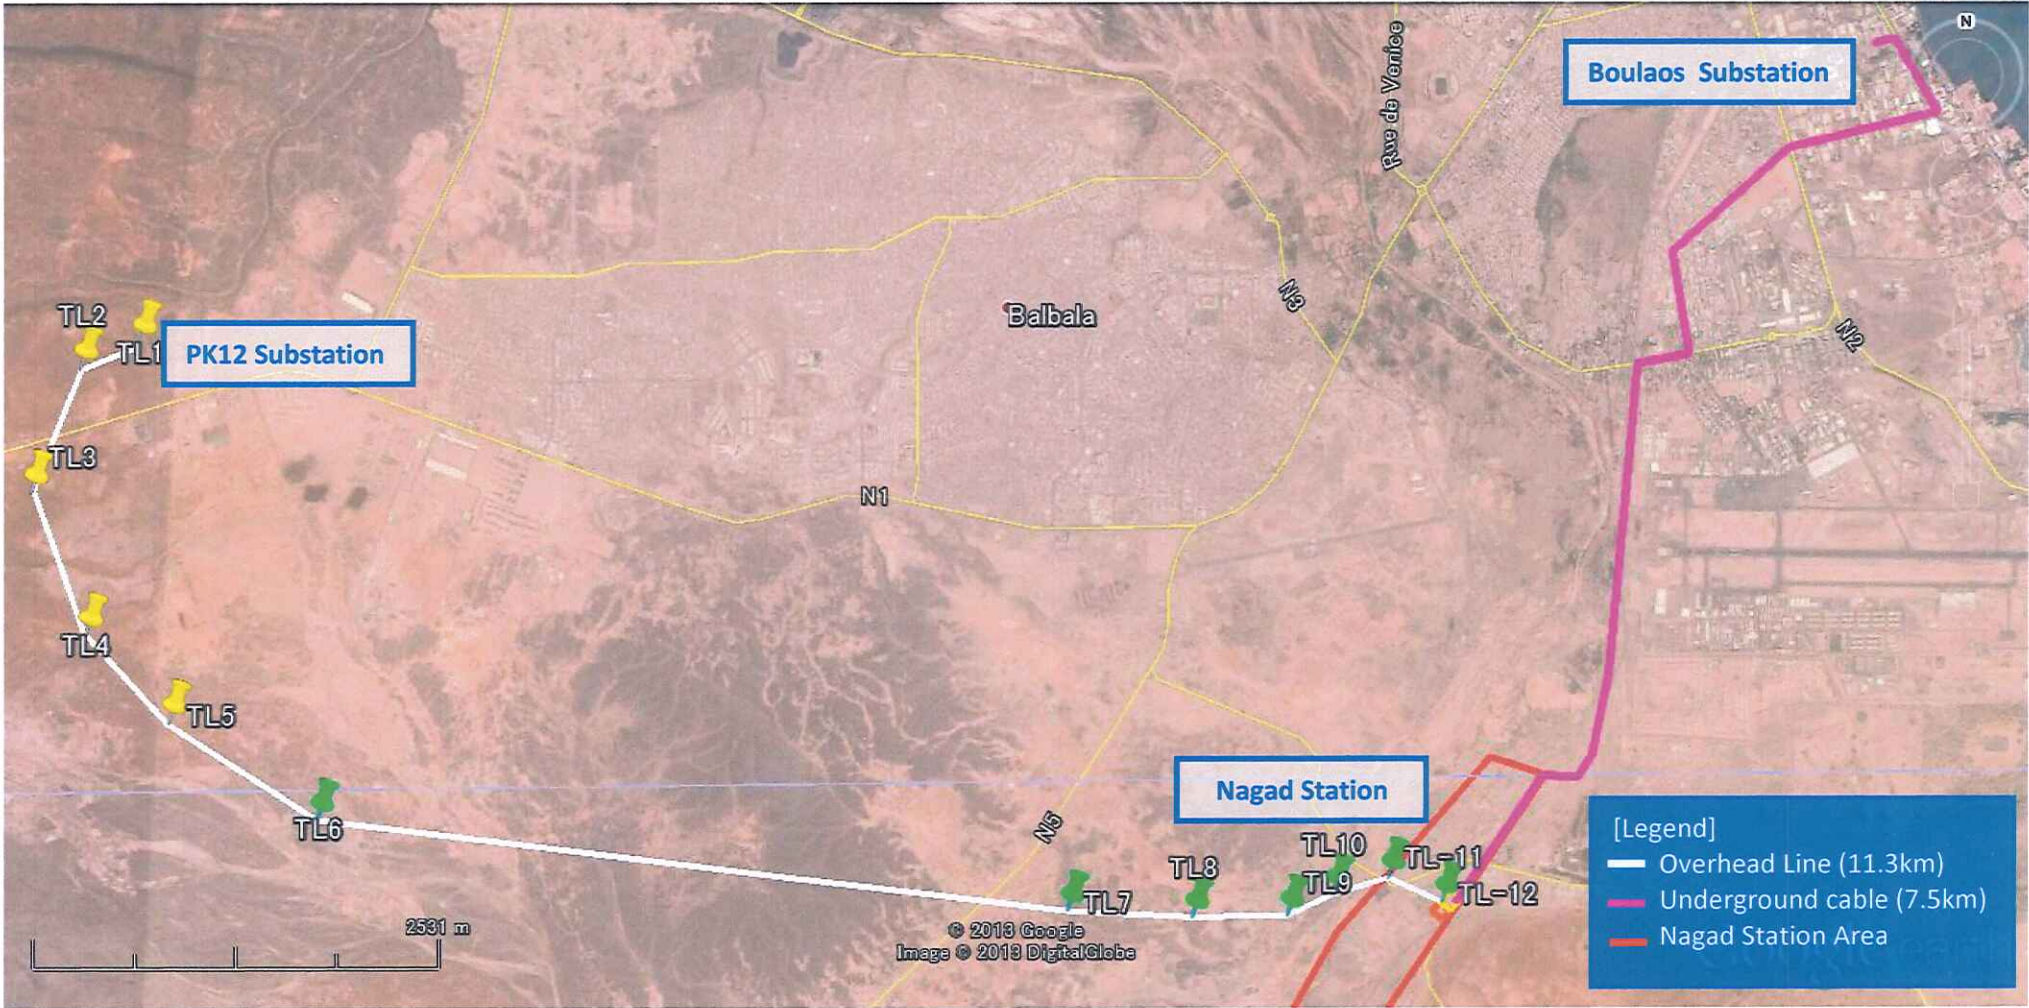 N
Rue de Venice
Boulaos Substation
TL2
TL1
PK12 Substation
Balbala
N3
N2
TL3
N1
TL4
TL5
Nagad Station
TL6
N5
TL10
TL-11
TL8
TL9
TL-12
TL7
2531 m
© 2013 Google
Image © 2013 DigitalGlobe
[Legend]
Overhead Line (11.3km)
Underground cable (7.5km)
Nagad Station Area